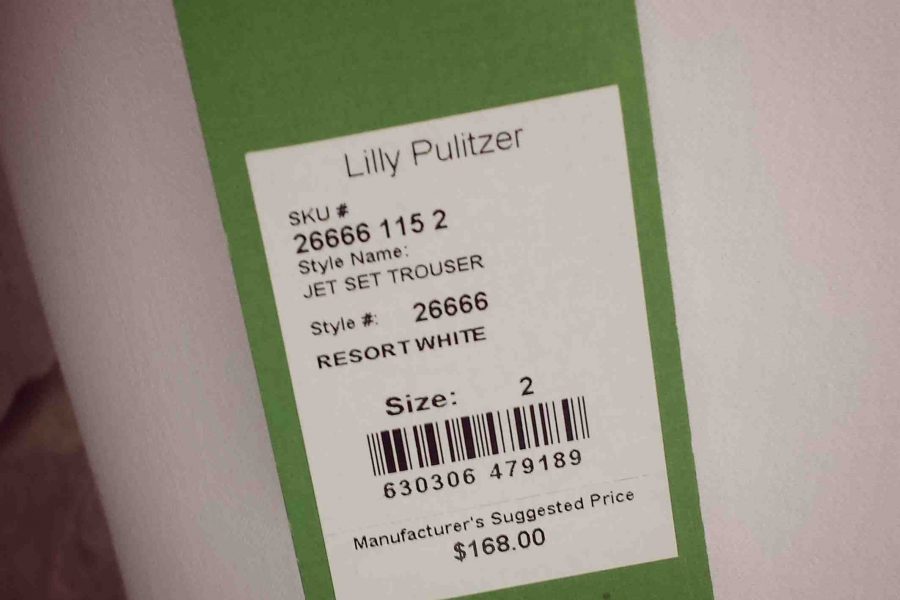 Lilly Pulitzer
SKU #
26666 115 2
Style Name:
JET SET TROUSER
Style #: 26666
RESORT WHITE
Size: 2
630306 479189
Manufacturer's Suggested Price
$168.00